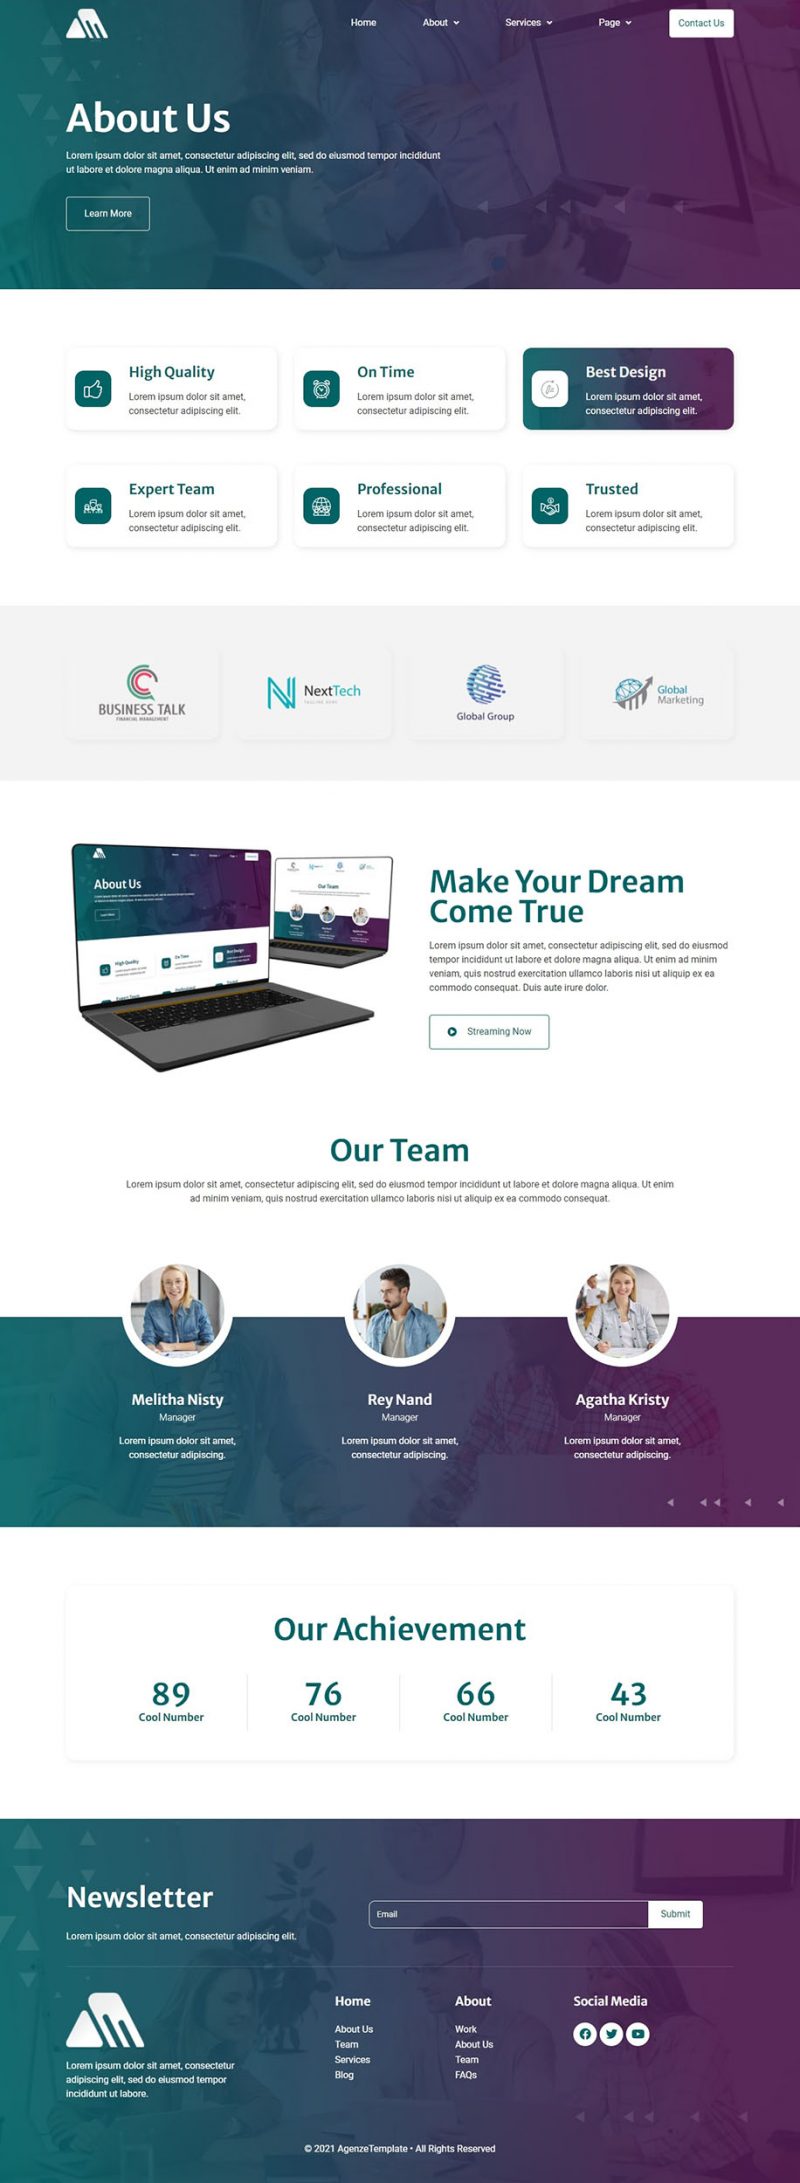 Home About Services Page Contact Us
About Us
Lorem ipsum dolor sit amet, consectetur adipiscing elit, sed do eiusmod tempor incididunt
ut labore et dolore magna aliqua. Ut enim ad minim veniam.
Learn More
High Quality
Lorem ipsum dolor sit amet,
consectetur adipiscing elit.
On Time
Lorem ipsum dolor sit amet,
consectetur adipiscing elit.
Best Design
Lorem ipsum dolor sit amet,
consectetur adipiscing elit.
Expert Team
Lorem ipsum dolor sit amet,
consectetur adipiscing elit.
Professional
Lorem ipsum dolor sit amet,
consectetur adipiscing elit.
Trusted
Lorem ipsum dolor sit amet,
consectetur adipiscing elit.
BUSINESS TALK
FINANCIAL MANAGEMENT
NextTech
TAGLINE HERE
Global Group
Global
Marketing
About Us
High Quality
On Time
Best Design
Our Team
Make Your Dream
Come True
Lorem ipsum dolor sit amet, consectetur adipiscing elit, sed do eiusmod
tempor incididunt ut labore et dolore magna aliqua. Ut enim ad minim
veniam, quis nostrud exercitation ullamco laboris nisi ut aliquip ex ea
commodo consequat. Duis aute irure dolor.
Streaming Now
Our Team
Lorem ipsum dolor sit amet, consectetur adipiscing elit, sed do eiusmod tempor incididunt ut labore et dolore magna aliqua. Ut enim
ad minim veniam, quis nostrud exercitation ullamco laboris nisi ut aliquip ex ea commodo consequat.
Melitha Nisty
Manager
Lorem ipsum dolor sit amet,
consectetur adipiscing.
Rey Nand
Manager
Lorem ipsum dolor sit amet,
consectetur adipiscing.
Agatha Kristy
Manager
Lorem ipsum dolor sit amet,
consectetur adipiscing.
Our Achievement
89
Cool Number
76
Cool Number
66
Cool Number
43
Cool Number
Newsletter
Lorem ipsum dolor sit amet, consectetur adipiscing elit.
Email
Submit
Lorem ipsum dolor sit amet, consectetur
adipiscing elit, sed do eiusmod tempor
incididunt ut labore.
Home
About Us
Team
Services
Blog
About
Work
About Us
Team
FAQs
Social Media
© 2021 AgenzeTemplate • All Rights Reserved